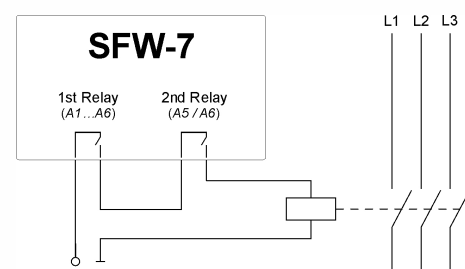 L1 L2 L3
SFW-7
1st Relay 2nd Relay
(A1...A6) (A5/A6)